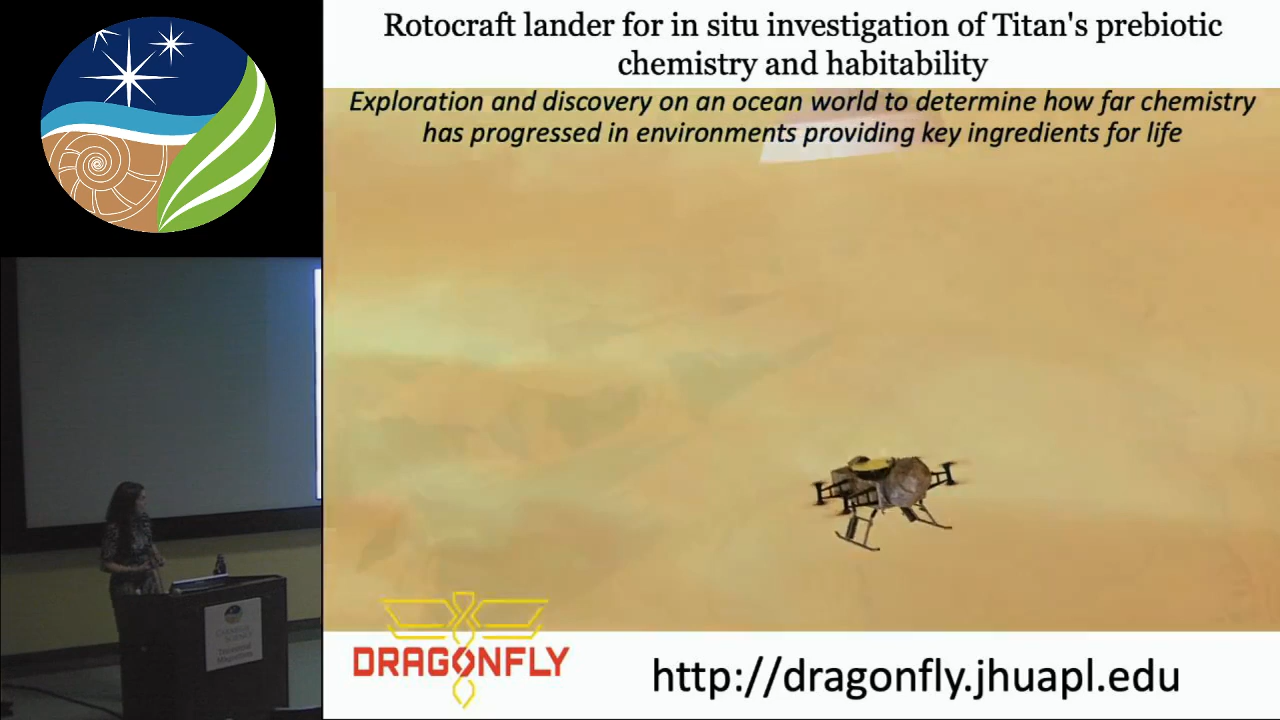 Rotocraft lander for in situ investigation of Titan's prebiotic
chemistry and habitability
Exploration and discovery on an ocean world to determine how far chemistry
has progressed in environments providing key ingredients for life
DRAGONFLY
http://dragonfly.jhuapl.edu